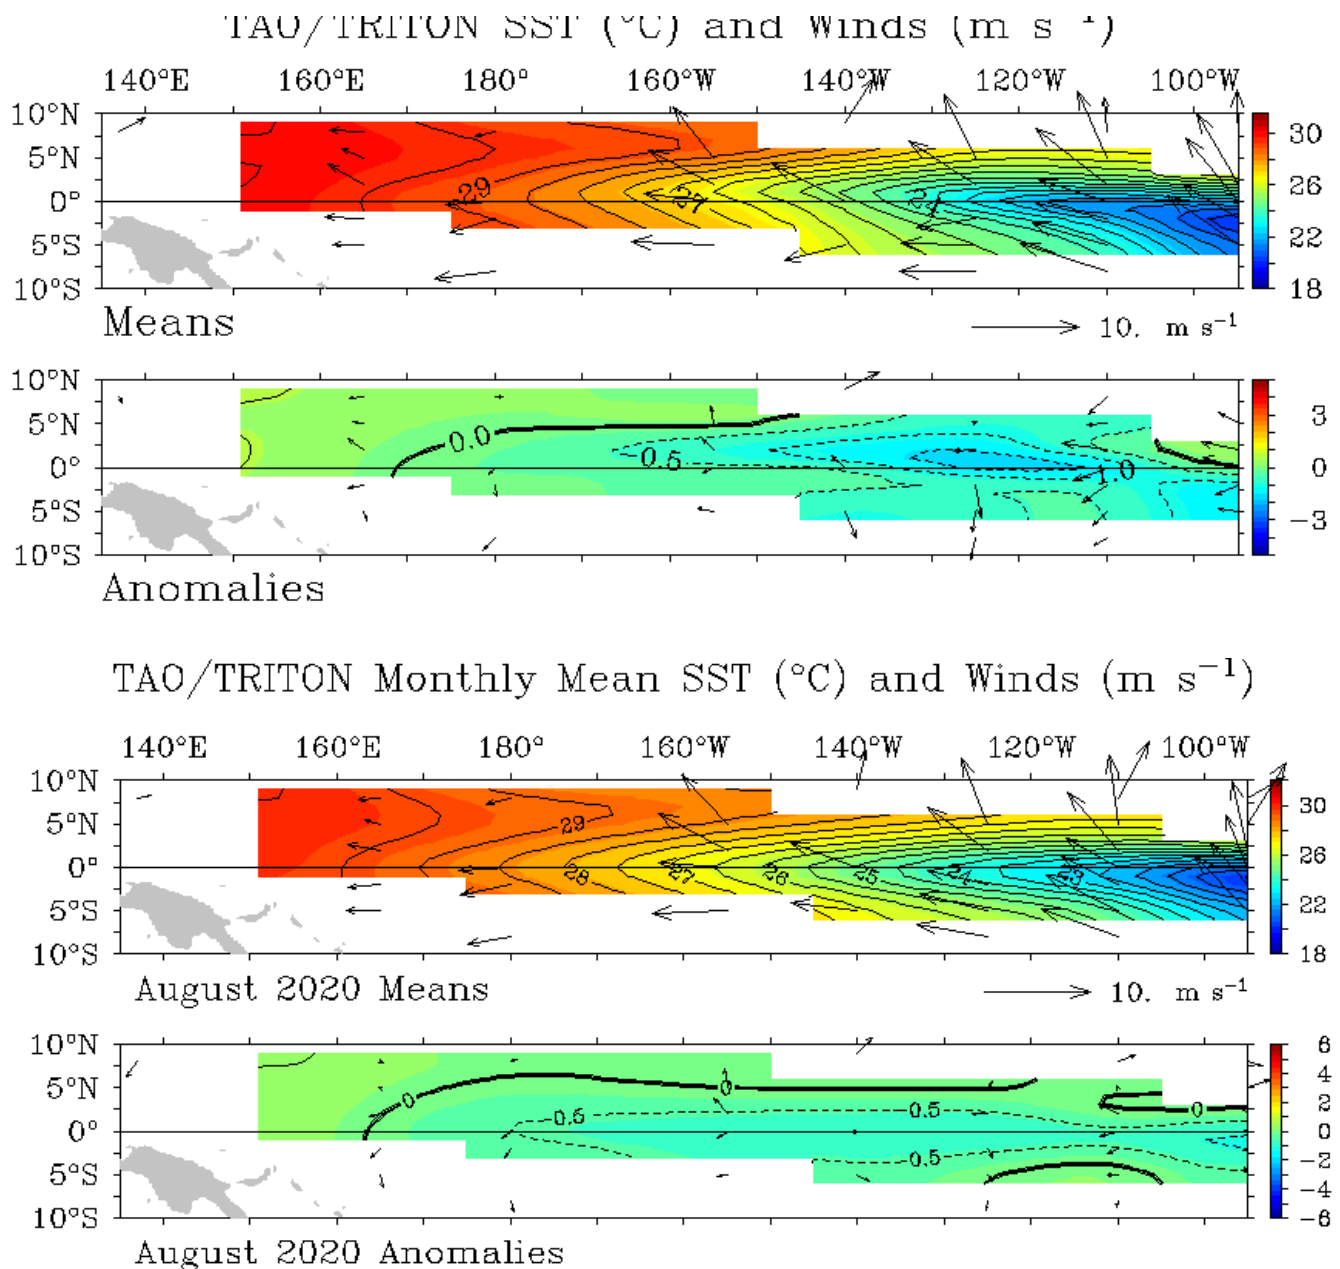 TAO/TRITON SST (°C) and Winds (m s⁻¹)
140°E 160°E 180° 160°W 140°W 120°W 100°W
10°N
5°N
0°
5°S
10°S
29 27 21
30
26
22
18
Means
10. m s⁻¹
10°N
5°N
0°
5°S
10°S
0.0 -0.5 1.0
3
0
−3
Anomalies
TAO/TRITON Monthly Mean SST (°C) and Winds (m s⁻¹)
140°E 160°E 180° 160°W 140°W 120°W 100°W
10°N
5°N
0°
5°S
10°S
29
28 27 26 25 24 23
30
26
22
18
August 2020 Means
10. m s⁻¹
10°N
5°N
0°
5°S
10°S
0 0
0.5 0.5
0.5
6
4
2
0
−2
−4
−6
August 2020 Anomalies